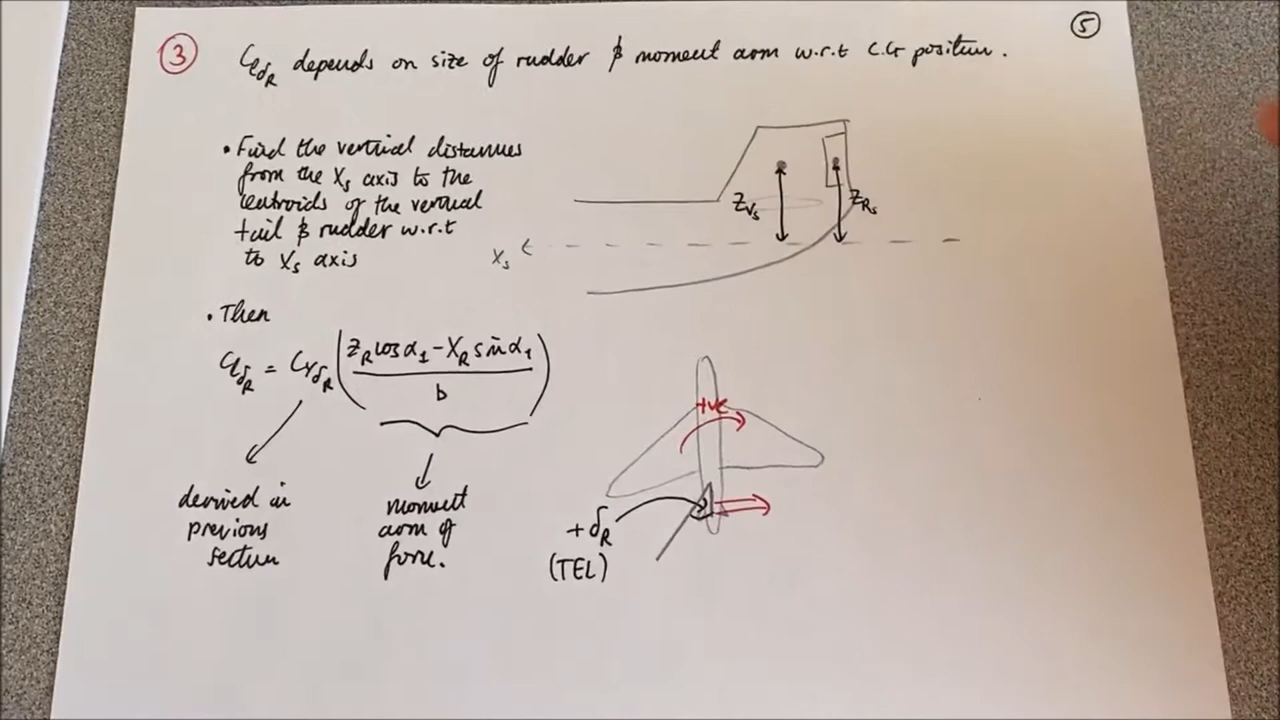 ③ Cℓδ_R depends on size of rudder & moment arm w.r.t C.G position.
⑤
• Find the vertical distances
from the X_s axis to the
centroids of the vertical
tail & rudder w.r.t
to X_s axis
Z_Vs
Z_Rs
X_s
• Then
Cℓδ_R = C_Yδ_R ( (Z_R cos α_1 - X_R sin α_1) / b )
+ve
derived in
previous
section
moment
arm of
force.
+ δ_R
(TEL)